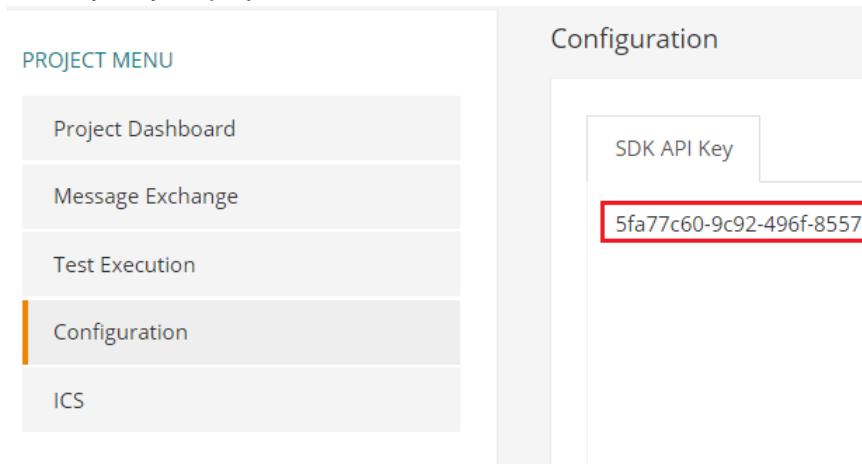 PROJECT MENU
Project Dashboard
Message Exchange
Test Execution
Configuration
ICS
Configuration
SDK API Key
5fa77c60-9c92-496f-8557